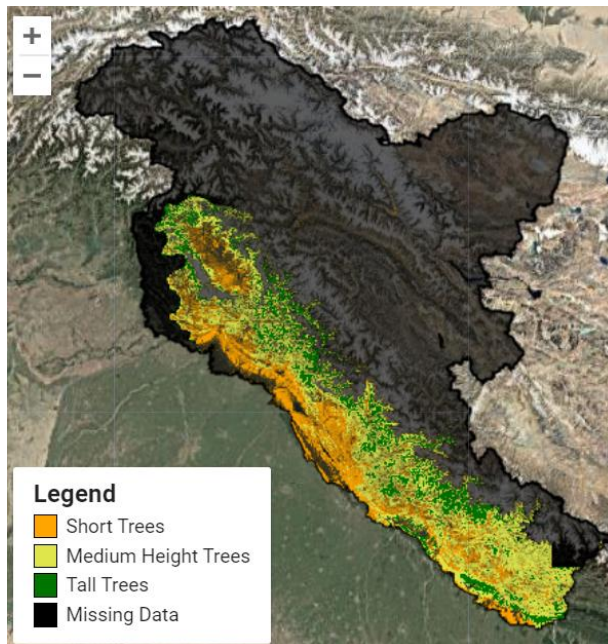 +
−
Legend
Short Trees
Medium Height Trees
Tall Trees
Missing Data